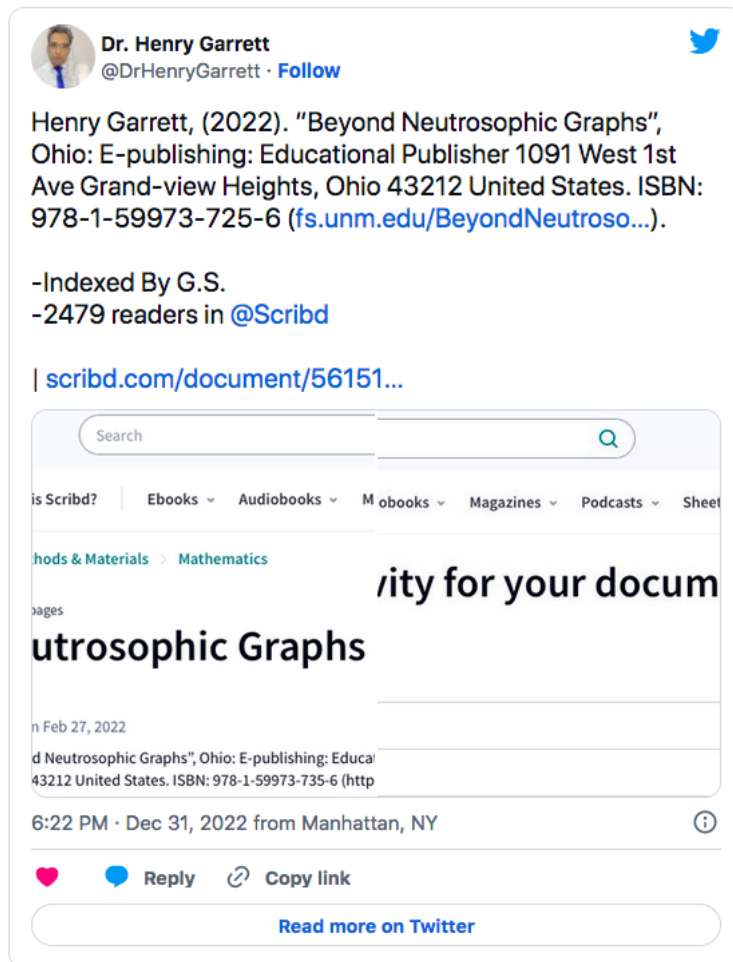 Dr. Henry Garrett
@DrHenryGarrett · Follow
Henry Garrett, (2022). “Beyond Neutrosophic Graphs”,
Ohio: E-publishing: Educational Publisher 1091 West 1st
Ave Grand-view Heights, Ohio 43212 United States. ISBN:
978-1-59973-725-6 (fs.unm.edu/BeyondNeutroso...).
-Indexed By G.S.
-2479 readers in @Scribd
| scribd.com/document/56151...
Search
is Scribd? Ebooks Audiobooks M
obooks Magazines Podcasts Sheet
thods & Materials > Mathematics
pages
utrosophic Graphs
vity for your docum
n Feb 27, 2022
d Neutrosophic Graphs”, Ohio: E-publishing: Educat
43212 United States. ISBN: 978-1-59973-735-6 (http
6:22 PM · Dec 31, 2022 from Manhattan, NY
Reply Copy link
Read more on Twitter